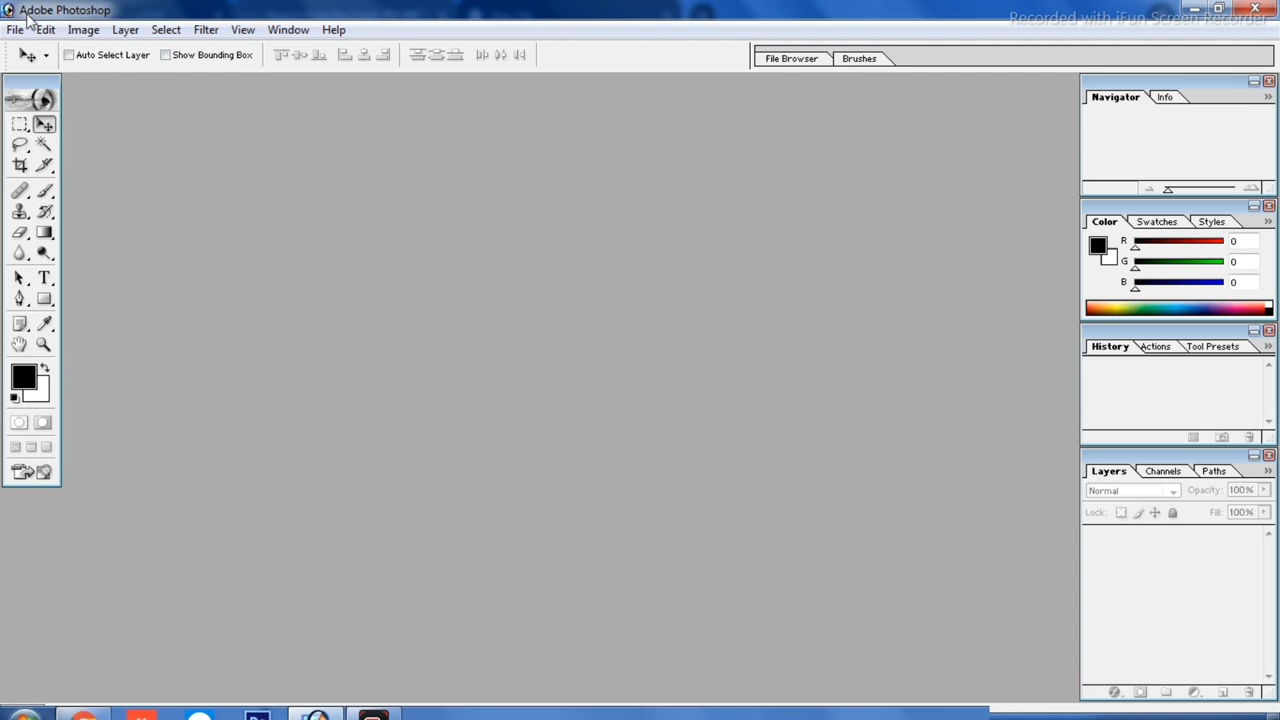 Adobe Photoshop
Recorded with iFun Screen Recorder
File Edit Image Layer Select Filter View Window Help
Auto Select Layer Show Bounding Box File Browser Brushes
Navigator Info
Color Swatches Styles
R 0
G 0
B 0
T
History Actions Tool Presets
Layers Channels Paths
Normal Opacity: 100%
Lock: Fill: 100%